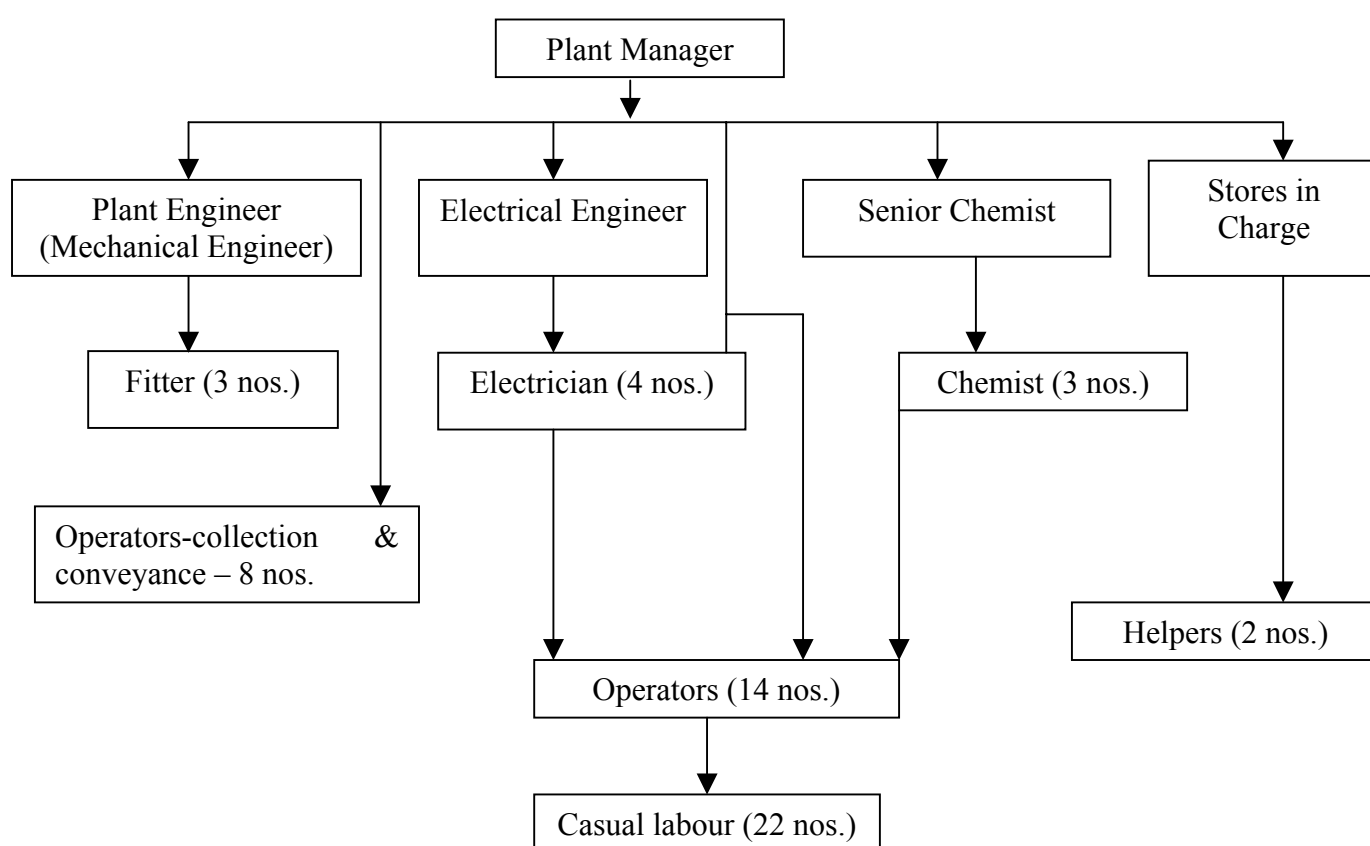 Plant Manager
Plant Engineer
(Mechanical Engineer)
Electrical Engineer
Senior Chemist
Stores in
Charge
Fitter (3 nos.)
Electrician (4 nos.)
Chemist (3 nos.)
Operators-collection &
conveyance – 8 nos.
Helpers (2 nos.)
Operators (14 nos.)
Casual labour (22 nos.)